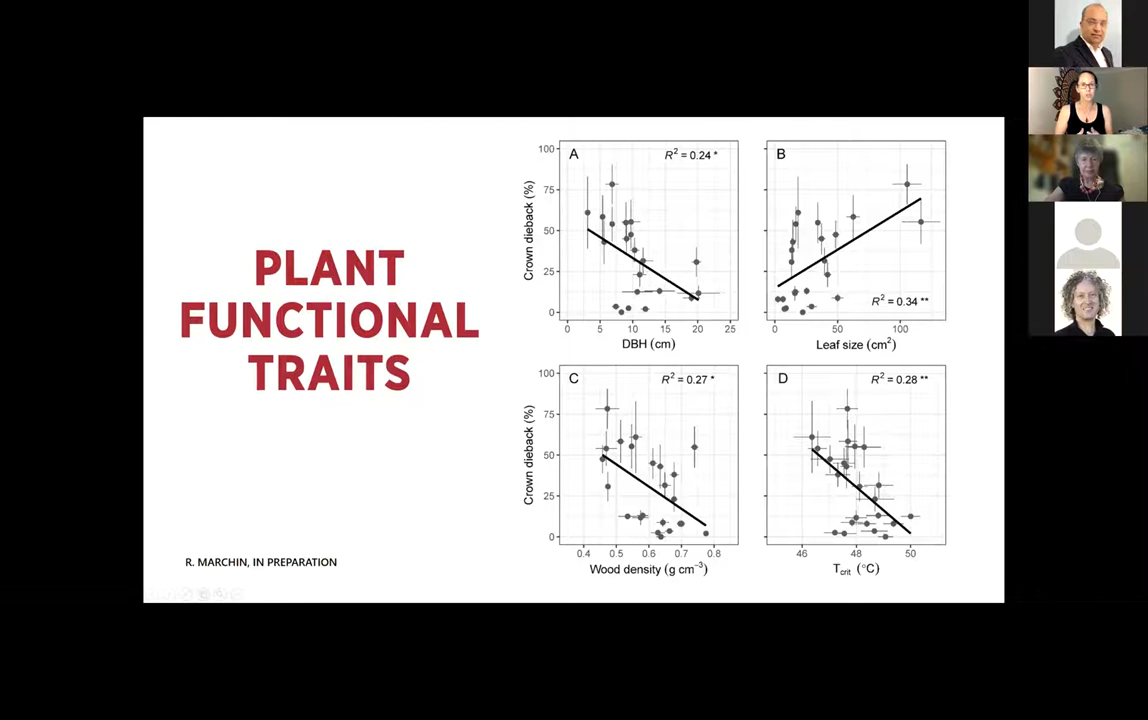 PLANT
FUNCTIONAL
TRAITS
R. MARCHIN, IN PREPARATION
A
R² = 0.24 *
Crown dieback (%)
100
75
50
25
0
0 5 10 15 20 25
DBH (cm)
B
R² = 0.34 **
0 50 100
Leaf size (cm²)
C
R² = 0.27 *
Crown dieback (%)
100
75
50
25
0
0.4 0.5 0.6 0.7 0.8
Wood density (g cm⁻³)
D
R² = 0.28 **
46 48 50
Tcrit (°C)